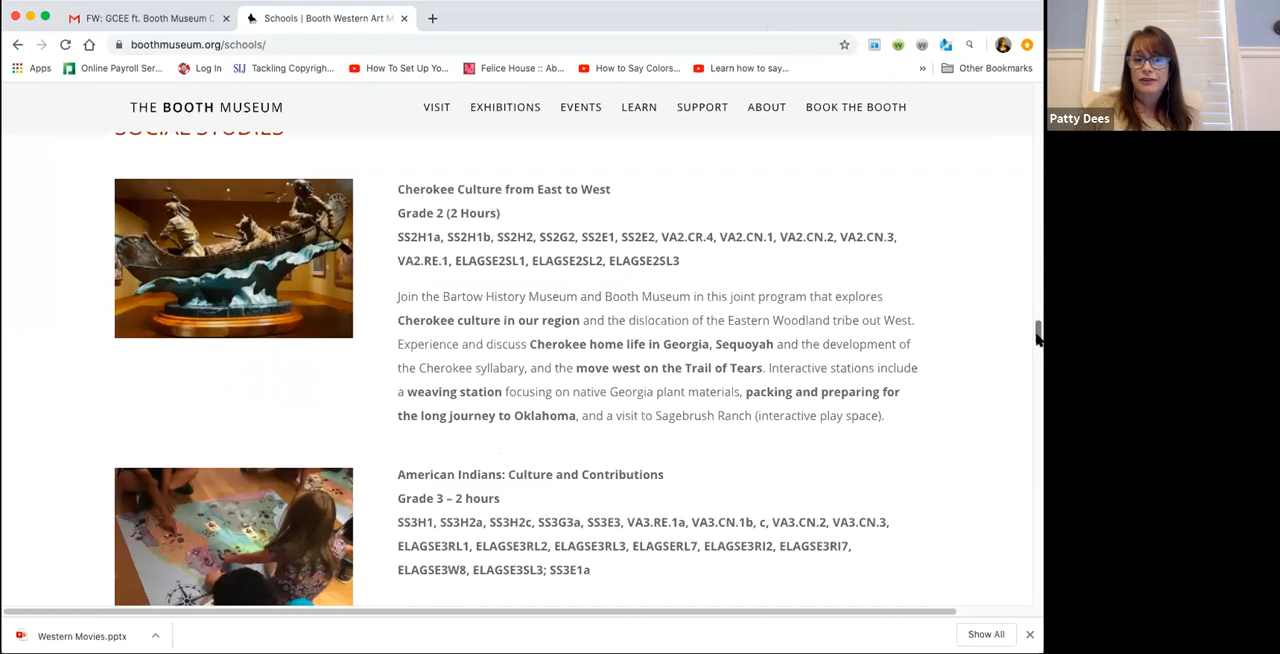 FW: GCEE ft. Booth Museum C
Schools | Booth Western Art M
boothmuseum.org/schools/
Apps
Online Payroll Ser...
Log In
SLJ Tackling Copyrigh...
How To Set Up Yo...
Felice House :: Ab...
How to Say Colors...
Learn how to say...
» Other Bookmarks
THE BOOTH MUSEUM
VISIT EXHIBITIONS EVENTS LEARN SUPPORT ABOUT BOOK THE BOOTH
Patty Dees
SOCIAL STUDIES
Cherokee Culture from East to West
Grade 2 (2 Hours)
SS2H1a, SS2H1b, SS2H2, SS2G2, SS2E1, SS2E2, VA2.CR.4, VA2.CN.1, VA2.CN.2, VA2.CN.3,
VA2.RE.1, ELAGSE2SL1, ELAGSE2SL2, ELAGSE2SL3
Join the Bartow History Museum and Booth Museum in this joint program that explores
Cherokee culture in our region and the dislocation of the Eastern Woodland tribe out West.
Experience and discuss Cherokee home life in Georgia, Sequoyah and the development of
the Cherokee syllabary, and the move west on the Trail of Tears. Interactive stations include
a weaving station focusing on native Georgia plant materials, packing and preparing for
the long journey to Oklahoma, and a visit to Sagebrush Ranch (interactive play space).
American Indians: Culture and Contributions
Grade 3 – 2 hours
SS3H1, SS3H2a, SS3H2c, SS3G3a, SS3E3, VA3.RE.1a, VA3.CN.1b, c, VA3.CN.2, VA3.CN.3,
ELAGSE3RL1, ELAGSE3RL2, ELAGSE3RL3, ELAGSERL7, ELAGSE3RI2, ELAGSE3RI7,
ELAGSE3W8, ELAGSE3SL3; SS3E1a
Western Movies.pptx
Show All